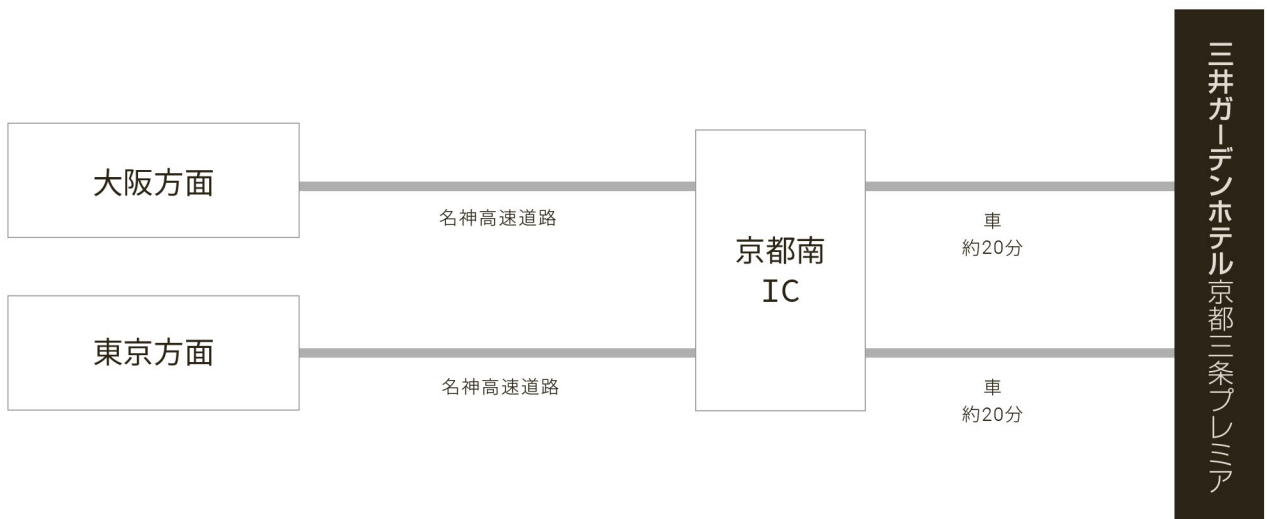 大阪方面
名神高速道路
京都南
IC
車
約20分
東京方面
名神高速道路
車
約20分
三井ガーデンホテル京都三条プレミア